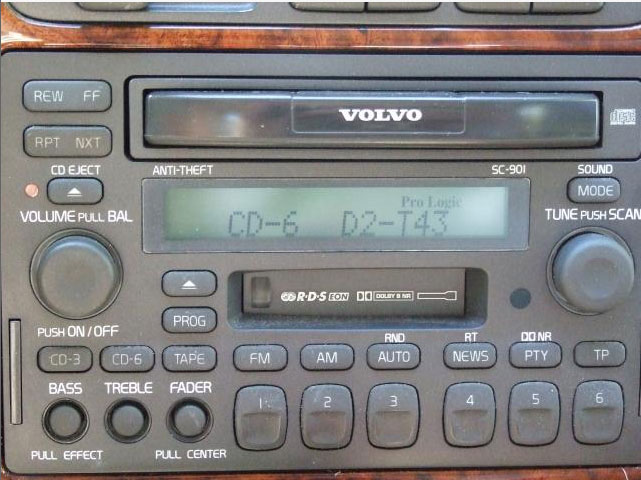 REW FF
VOLVO
RPT NXT
CD EJECT
ANTI-THEFT
SC-901
SOUND
MODE
VOLUME PULL BAL
Pro Logic
CD-6 D2-T43
TUNE PUSH SCAN
R·D·S EON DOLBY B NR
PROG
PUSH ON/OFF
CD-3 CD-6 TAPE FM AM
RND
AUTO
RT
NEWS
NR
PTY
TP
BASS TREBLE FADER
1 2 3 4 5 6
PULL EFFECT PULL CENTER